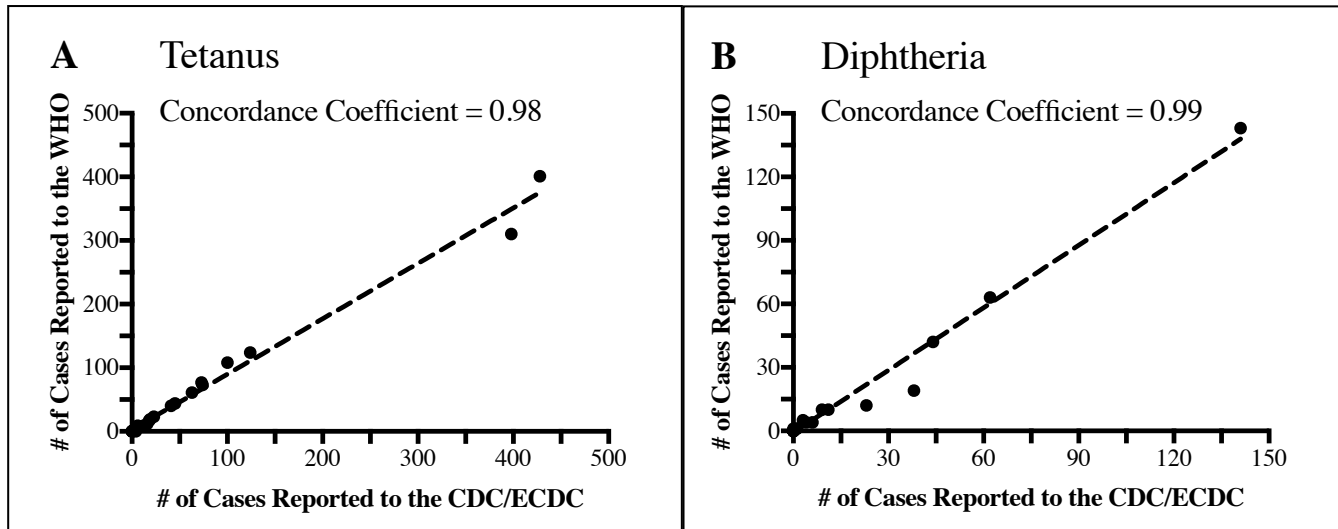 A Tetanus
Concordance Coefficient = 0.98
# of Cases Reported to the WHO
500
400
300
200
100
0
0 100 200 300 400 500
# of Cases Reported to the CDC/ECDC
B Diphtheria
Concordance Coefficient = 0.99
# of Cases Reported to the WHO
150
120
90
60
30
0
0 30 60 90 120 150
# of Cases Reported to the CDC/ECDC